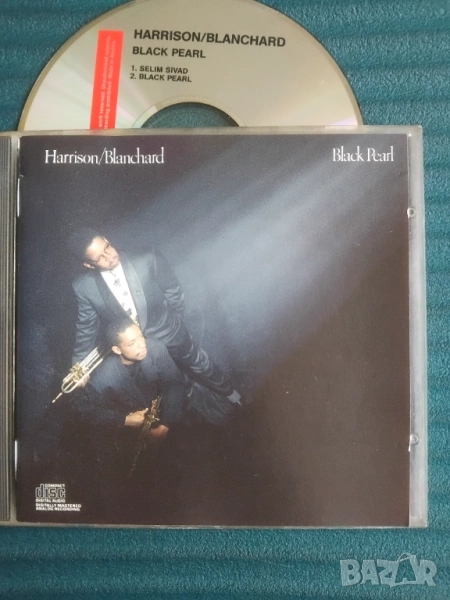 HARRISON/BLANCHARD
BLACK PEARL
1. SELIM SIVAD
2. BLACK PEARL
Harrison/Blanchard
Black Pearl
COMPACT
disc
DIGITAL AUDIO
DIGITALLY MASTERED
ANALOG RECORDING
BAZAR